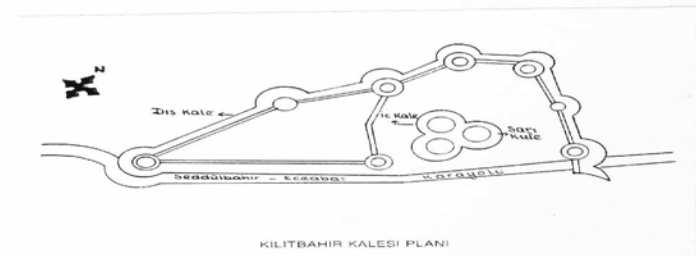 N
Dış Kale
İç Kale
Sarı
Kule
Seddülbahir - Eceabat Karayolu
KILITBAHIR KALESI PLANI